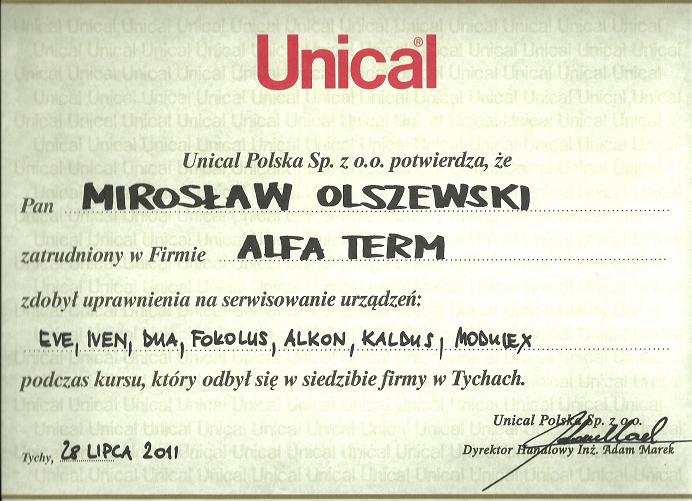 Unical®
Unical Polska Sp. z o.o. potwierdza, że
Pan MIROSŁAW OLSZEWSKI
zatrudniony w Firmie ALFA TERM
zdobył uprawnienia na serwisowanie urządzeń:
EVE, IVEN, DUA, FOKOLUS, ALKON, KALDUS, MODULEX
podczas kursu, który odbył się w siedzibie firmy w Tychach.
Unical Polska Sp. z o.o.
Dyrektor Handlowy Inż. Adam Marek
Tychy, 28 LIPCA 2011